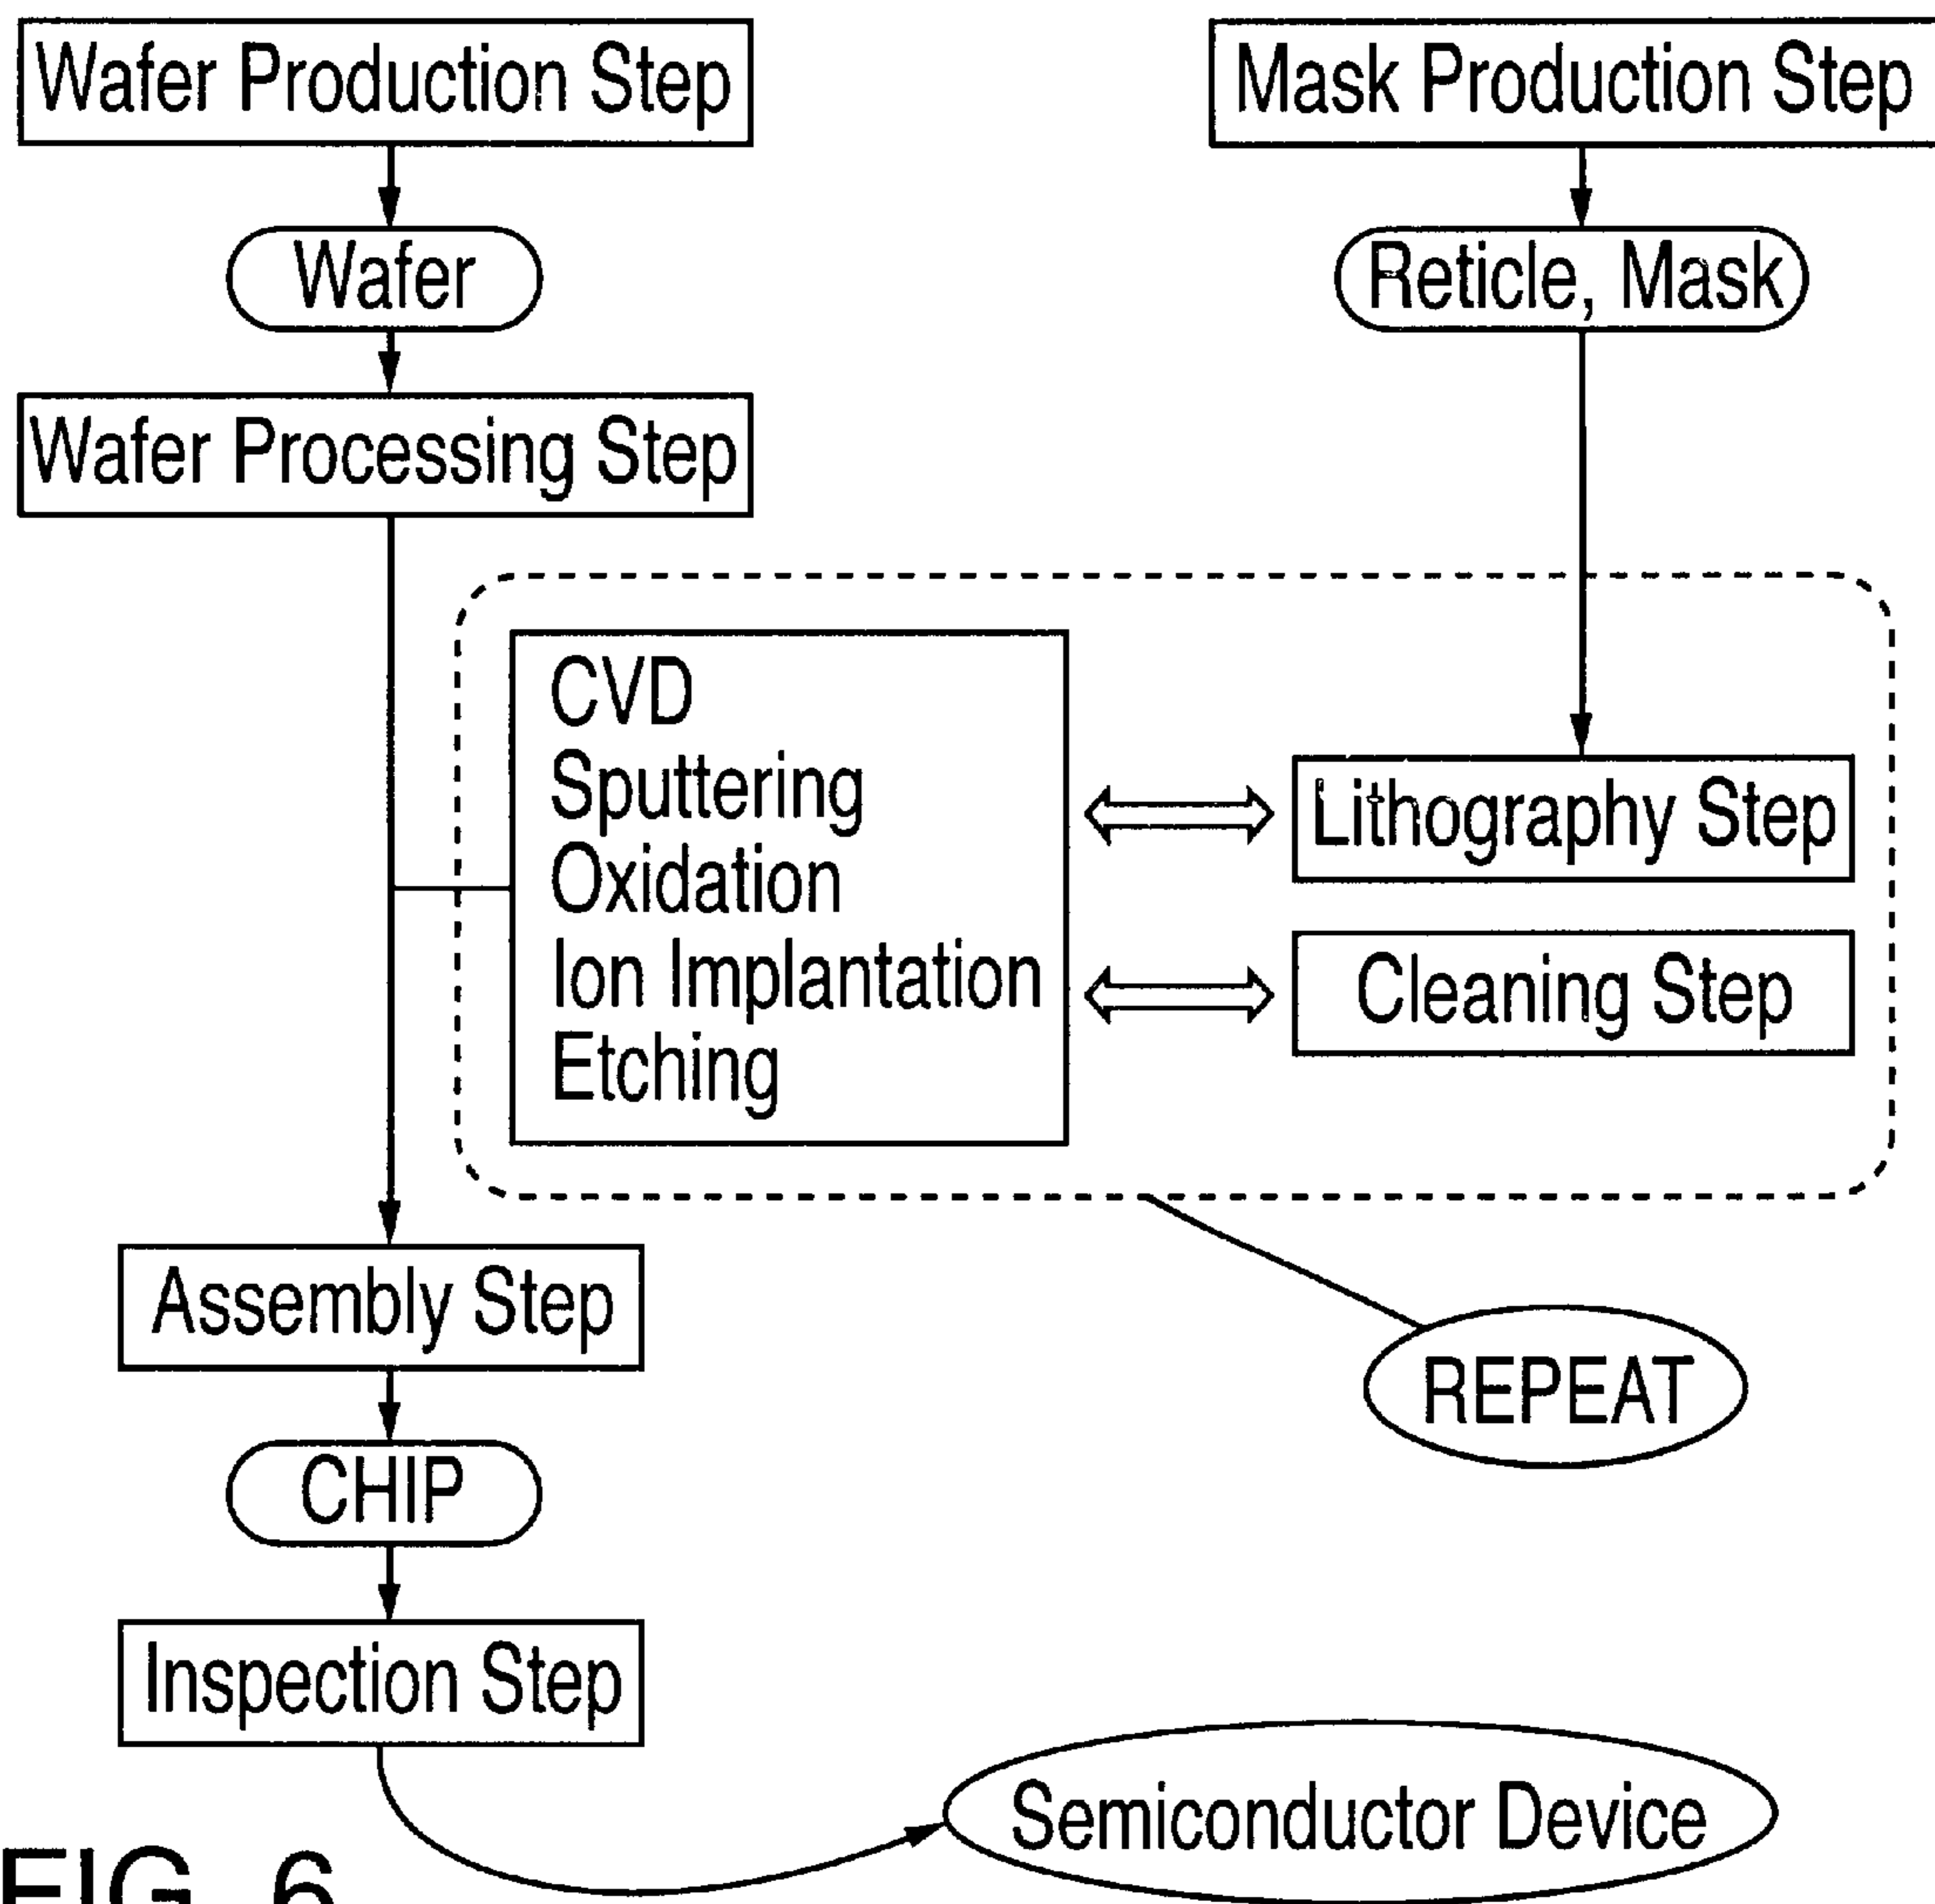 Wafer Production Step
Mask Production Step
Wafer
Reticle, Mask
Wafer Processing Step
CVD
Sputtering
Oxidation
Ion Implantation
Etching
Lithography Step
Cleaning Step
Assembly Step
REPEAT
CHIP
Inspection Step
Semiconductor Device
FIG. 6